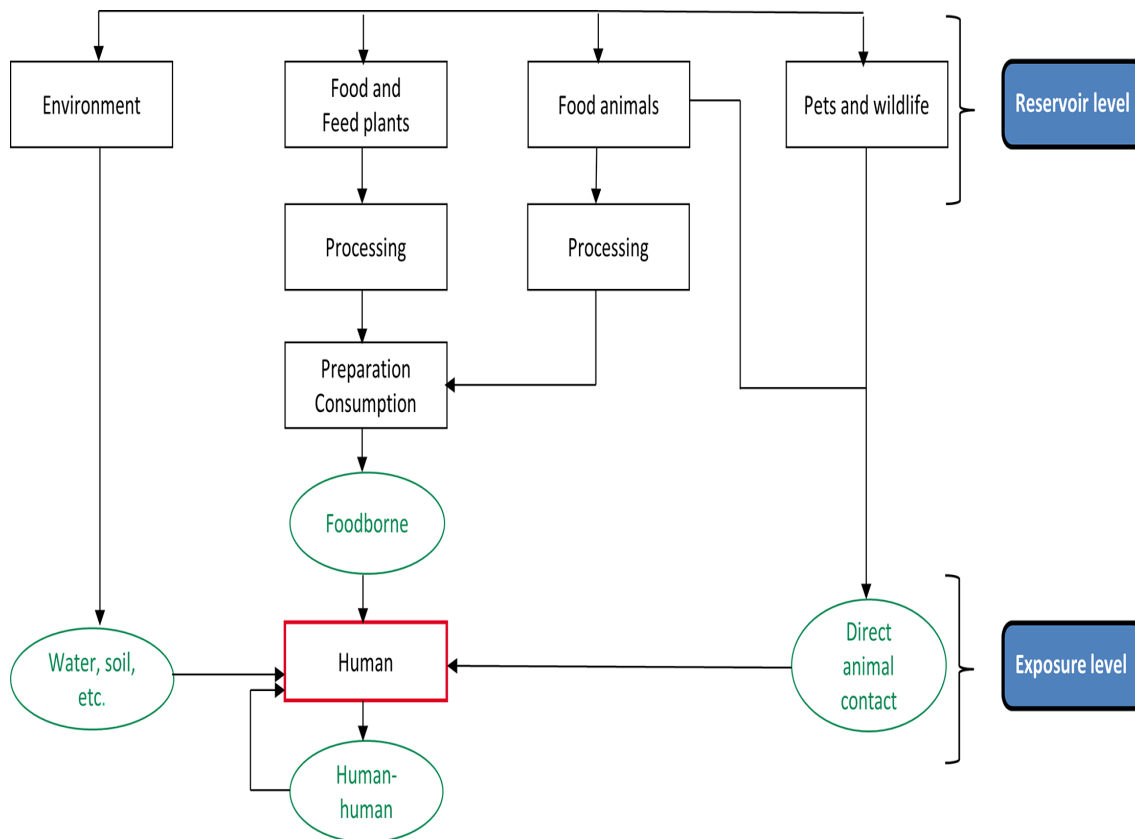 Environment
Food and
Feed plants
Food animals
Pets and wildlife
Reservoir level
Processing
Processing
Preparation
Consumption
Foodborne
Water, soil,
etc.
Human
Direct
animal
contact
Exposure level
Human-
human